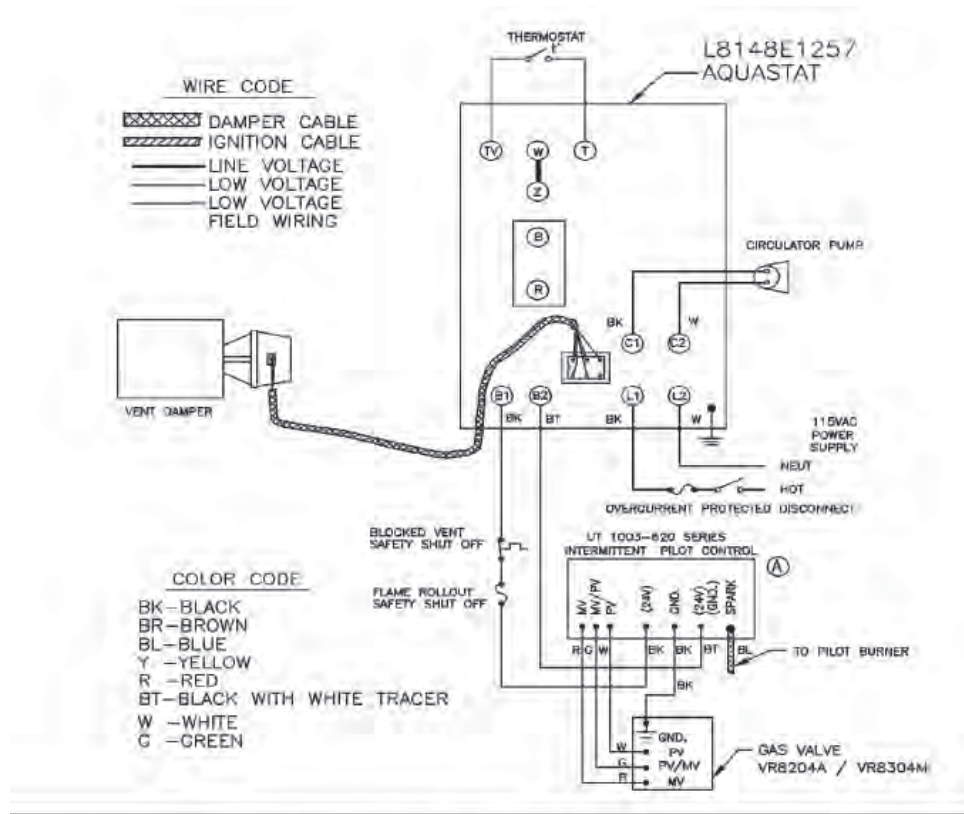 THERMOSTAT
L8148E1257
AQUASTAT
WIRE CODE
DAMPER CABLE
IGNITION CABLE
LINE VOLTAGE
LOW VOLTAGE
LOW VOLTAGE
FIELD WIRING
TV
W
T
Z
B
R
CIRCULATOR PUMP
BK
W
C1
C2
VENT DAMPER
B1
B2
L1
L2
BK
BT
BK
W
115VAC
POWER
SUPPLY
NEUT
HOT
OVERCURRENT PROTECTED DISCONNECT
BLOCKED VENT
SAFETY SHUT OFF
FLAME ROLLOUT
SAFETY SHUT OFF
UT 1003-620 SERIES
INTERMITTENT PILOT CONTROL
A
MV
MV/PV
PV
(24V)
GND.
(24V)
(GND.)
SPARK
R
G
W
BK
BK
BT
BL
TO PILOT BURNER
BK
COLOR CODE
BK-BLACK
BR-BROWN
BL-BLUE
Y -YELLOW
R -RED
BT-BLACK WITH WHITE TRACER
W -WHITE
G -GREEN
GND.
W
PV
G
PV/MV
R
MV
GAS VALVE
VR8204A / VR8304M